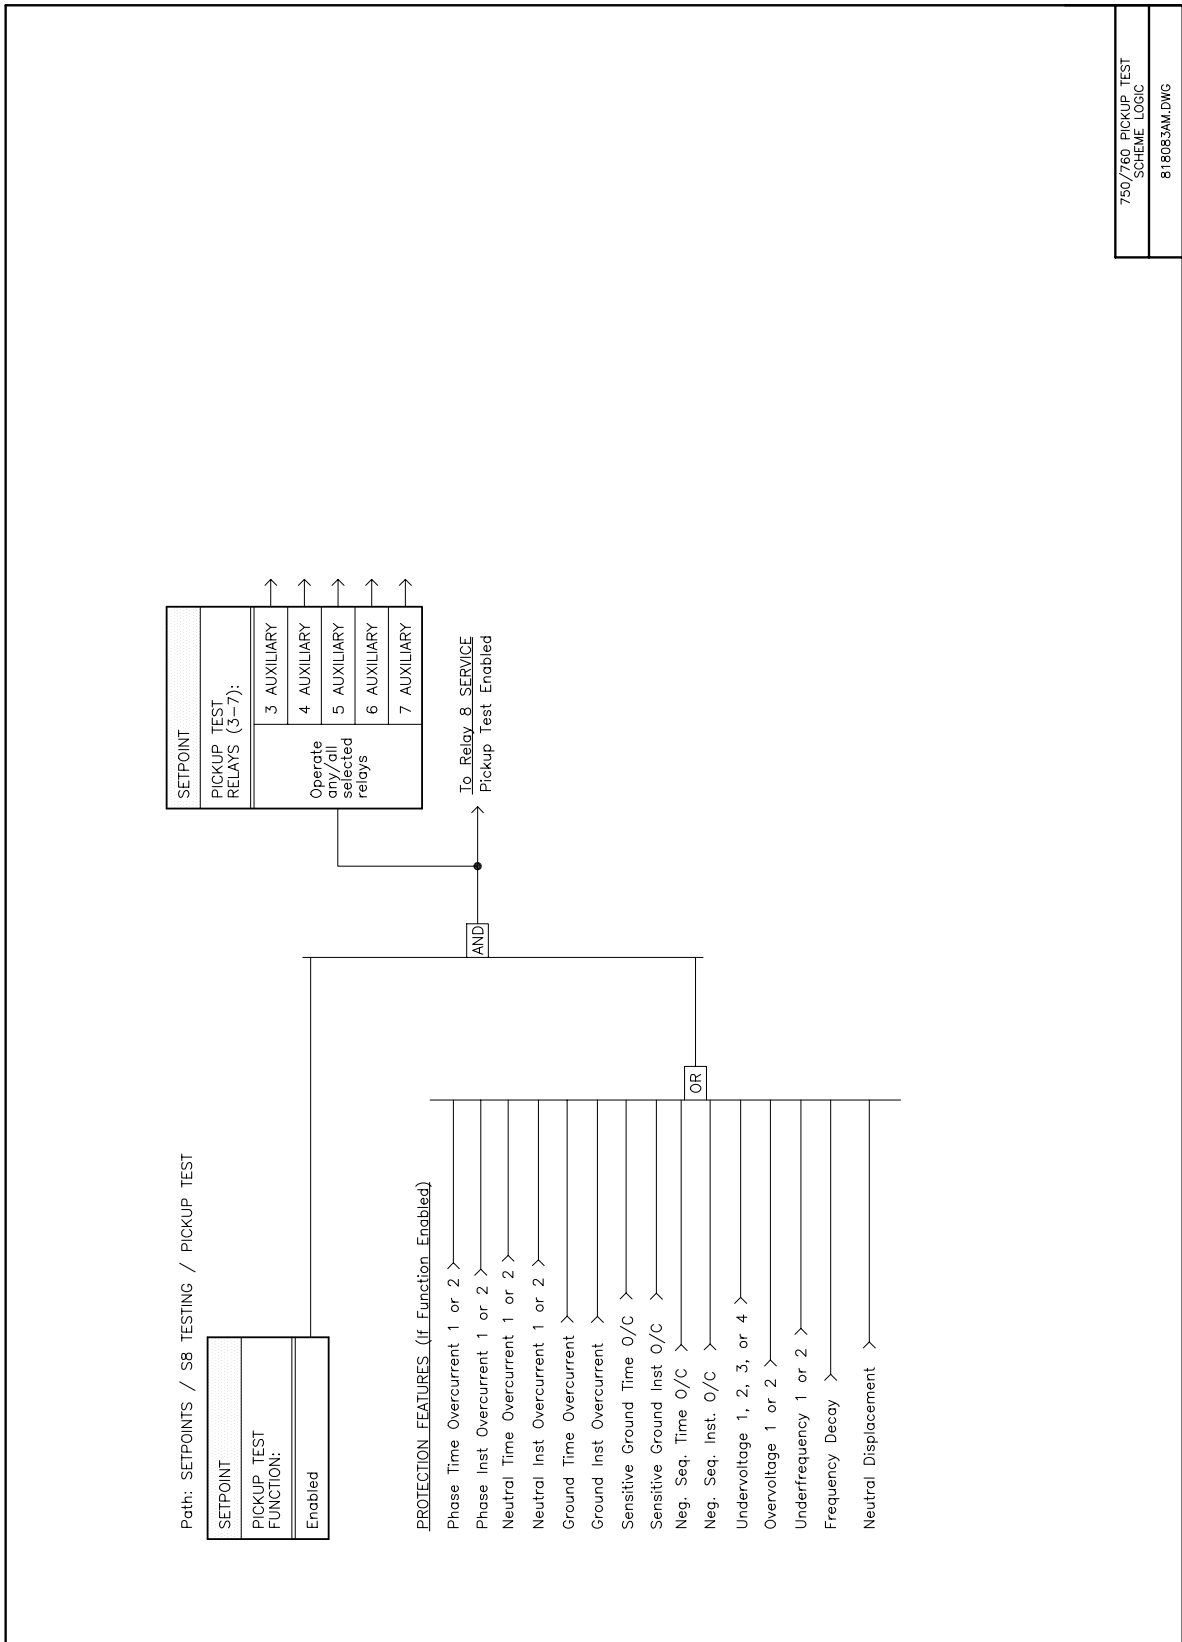 Path: SETPOINTS / S8 TESTING / PICKUP TEST
SETPOINT
PICKUP TEST
FUNCTION:
Enabled
PROTECTION FEATURES (If Function Enabled)
Phase Time Overcurrent 1 or 2
Phase Inst Overcurrent 1 or 2
Neutral Time Overcurrent 1 or 2
Neutral Inst Overcurrent 1 or 2
Ground Time Overcurrent
Ground Inst Overcurrent
Sensitive Ground Time O/C
Sensitive Ground Inst O/C
Neg. Seq. Time O/C
Neg. Seq. Inst. O/C
Undervoltage 1, 2, 3, or 4
Overvoltage 1 or 2
Underfrequency 1 or 2
Frequency Decay
Neutral Displacement
OR
AND
SETPOINT
PICKUP TEST
RELAYS (3-7):
Operate
any/all
selected
relays
3 AUXILIARY
4 AUXILIARY
5 AUXILIARY
6 AUXILIARY
7 AUXILIARY
To Relay 8 SERVICE
Pickup Test Enabled
750/760 PICKUP TEST
SCHEME LOGIC
818083AM.DWG